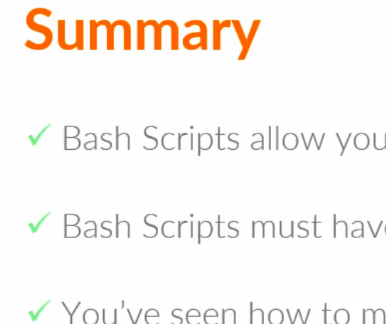 Summary
✓ Bash Scripts allow you
✓ Bash Scripts must have
✓ You've seen how to m